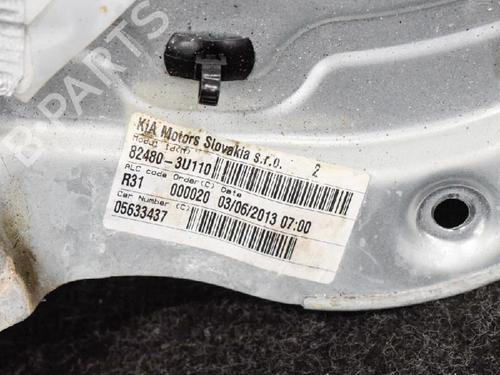 B-PARTS
KIA Motors Slovakia s.r.o. 2
82480-3U110
ALC code Order(C) Date
R31 000020 03/06/2013 07:00
Car Number (C)
05633437